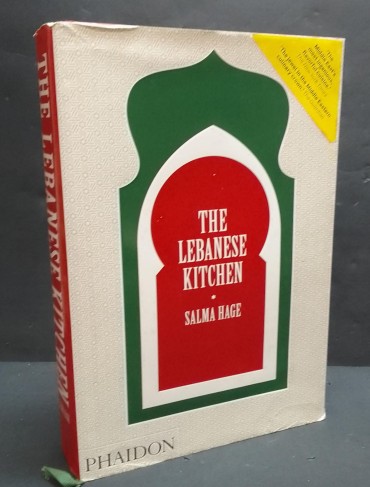 THE LEBANESE KITCHEN
THE
LEBANESE
KITCHEN
SALMA HAGE
PHAIDON